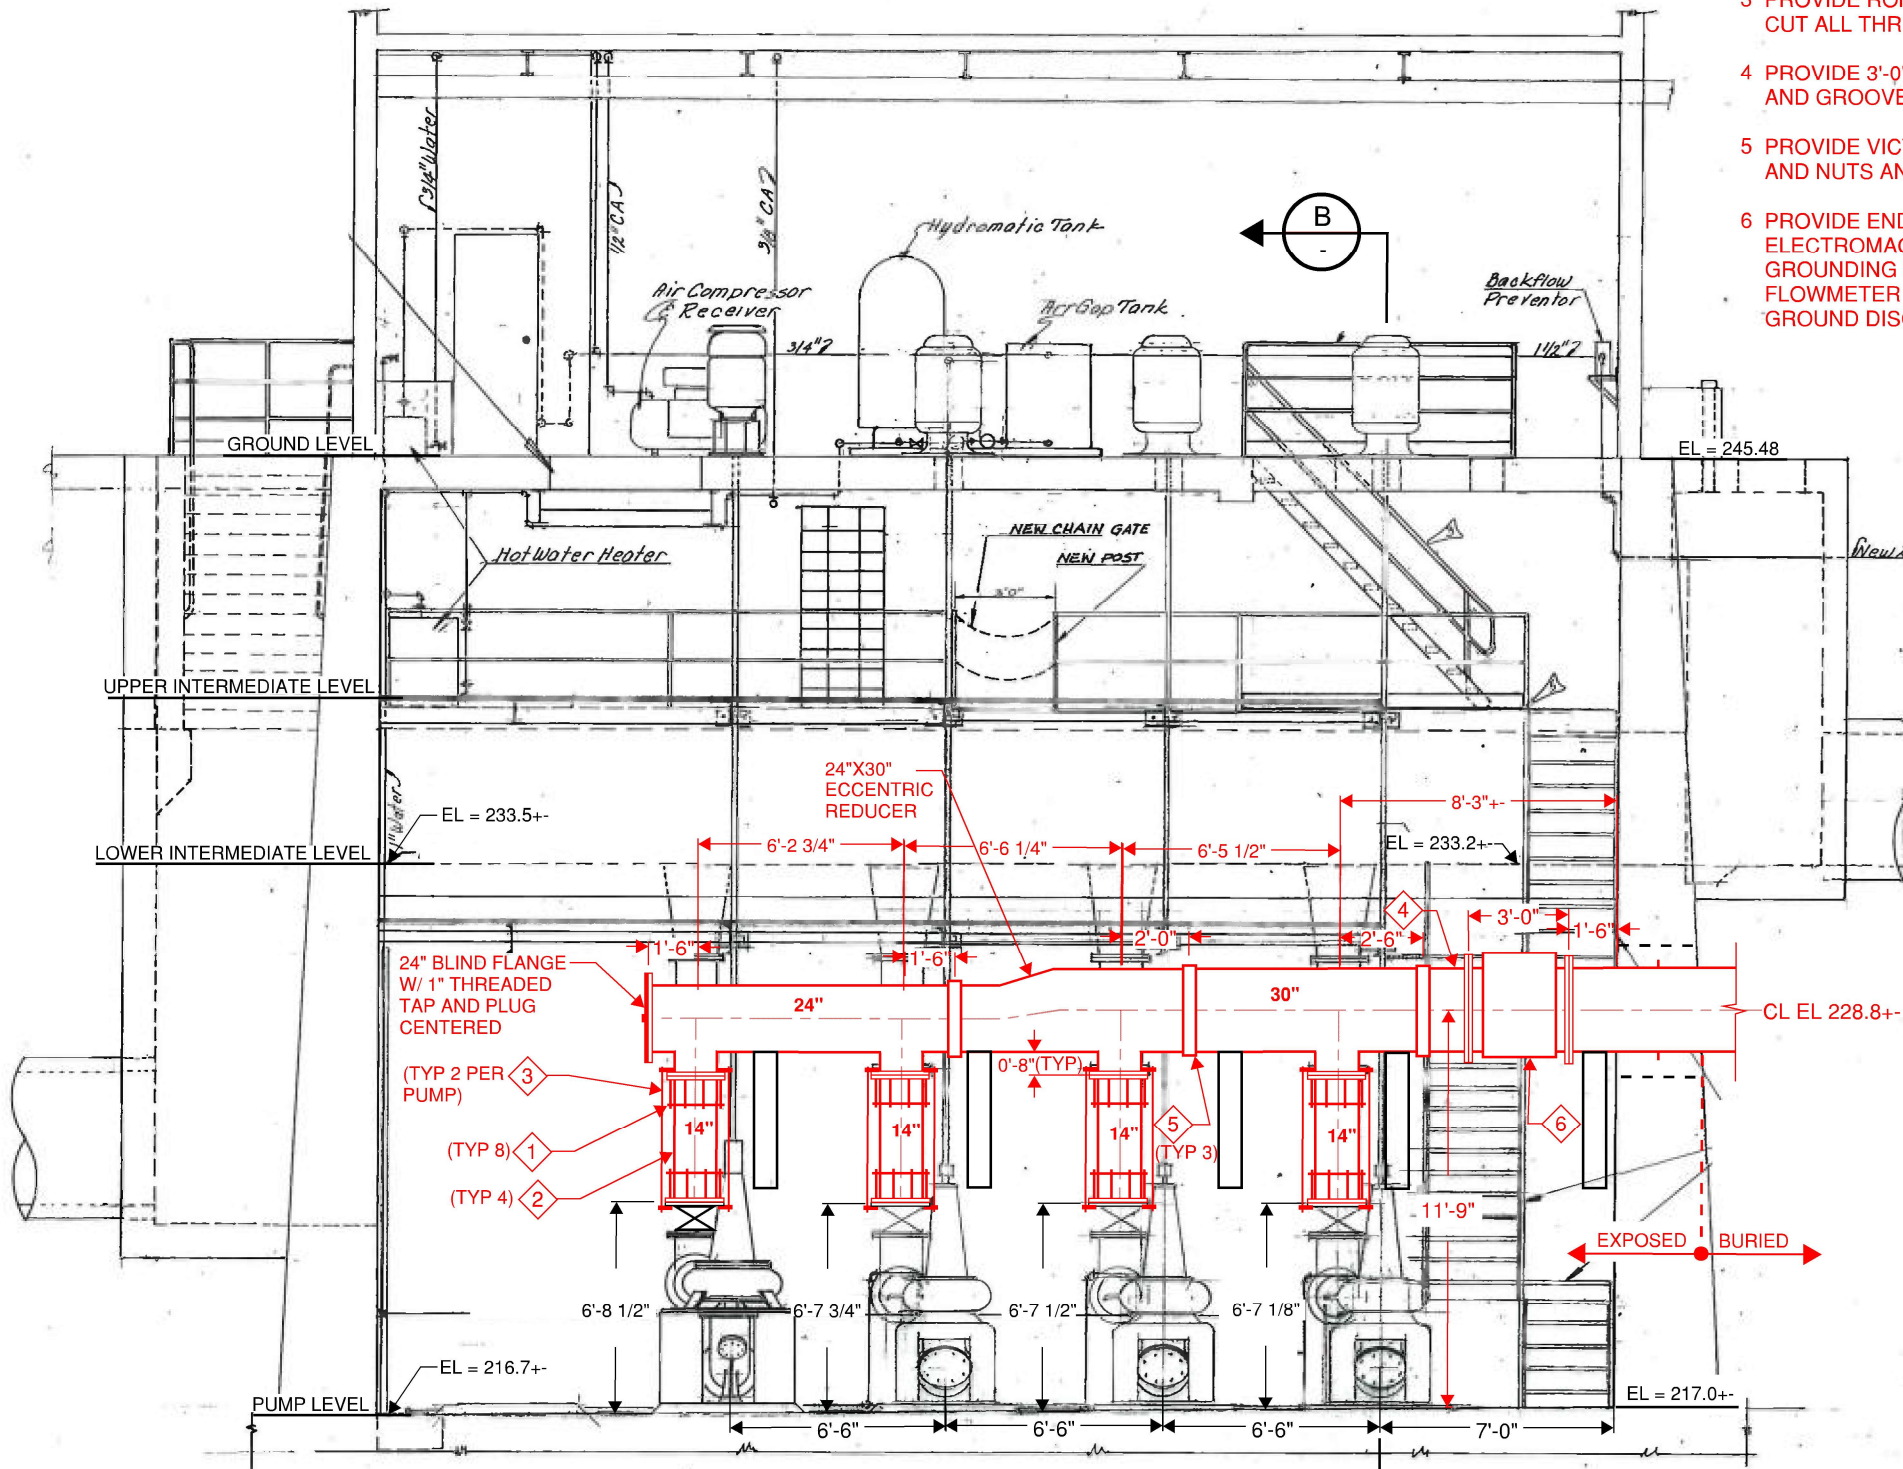 CUT ALL THR
4 PROVIDE 3'-0"
AND GROOVE
5 PROVIDE VIC
AND NUTS AN
6 PROVIDE END
ELECTROMAG
GROUNDING
FLOWMETER
GROUND DISC
3/4" Water
1/2" CA
3/8" CA
Hydromatic Tank
B
-
Air Compressor
Receiver
Air Gap Tank
Backflow
Preventor
3/4"
1 1/2"
GROUND LEVEL
EL = 245.48
NEW CHAIN GATE
NEW POST
Hot Water Heater
3'0"
New
UPPER INTERMEDIATE LEVEL
24"X30"
ECCENTRIC
REDUCER
8'-3"+-
1" Water
EL = 233.5+-
6'-2 3/4"
6'-6 1/4"
6'-5 1/2"
EL = 233.2+-
LOWER INTERMEDIATE LEVEL
4
3'-0"
1'-6"
1'-6"
1'-6"
2'-0"
2'-6"
24" BLIND FLANGE
W/ 1" THREADED
TAP AND PLUG
CENTERED
24"
30"
CL EL 228.8+-
0'-8"(TYP)
(TYP 2 PER
PUMP)
3
14"
14"
14"
14"
5
(TYP 3)
6
(TYP 8) 1
(TYP 4) 2
11'-9"
EXPOSED
BURIED
6'-8 1/2"
6'-7 3/4"
6'-7 1/2"
6'-7 1/8"
EL = 216.7+-
PUMP LEVEL
EL = 217.0+-
6'-6"
6'-6"
6'-6"
7'-0"